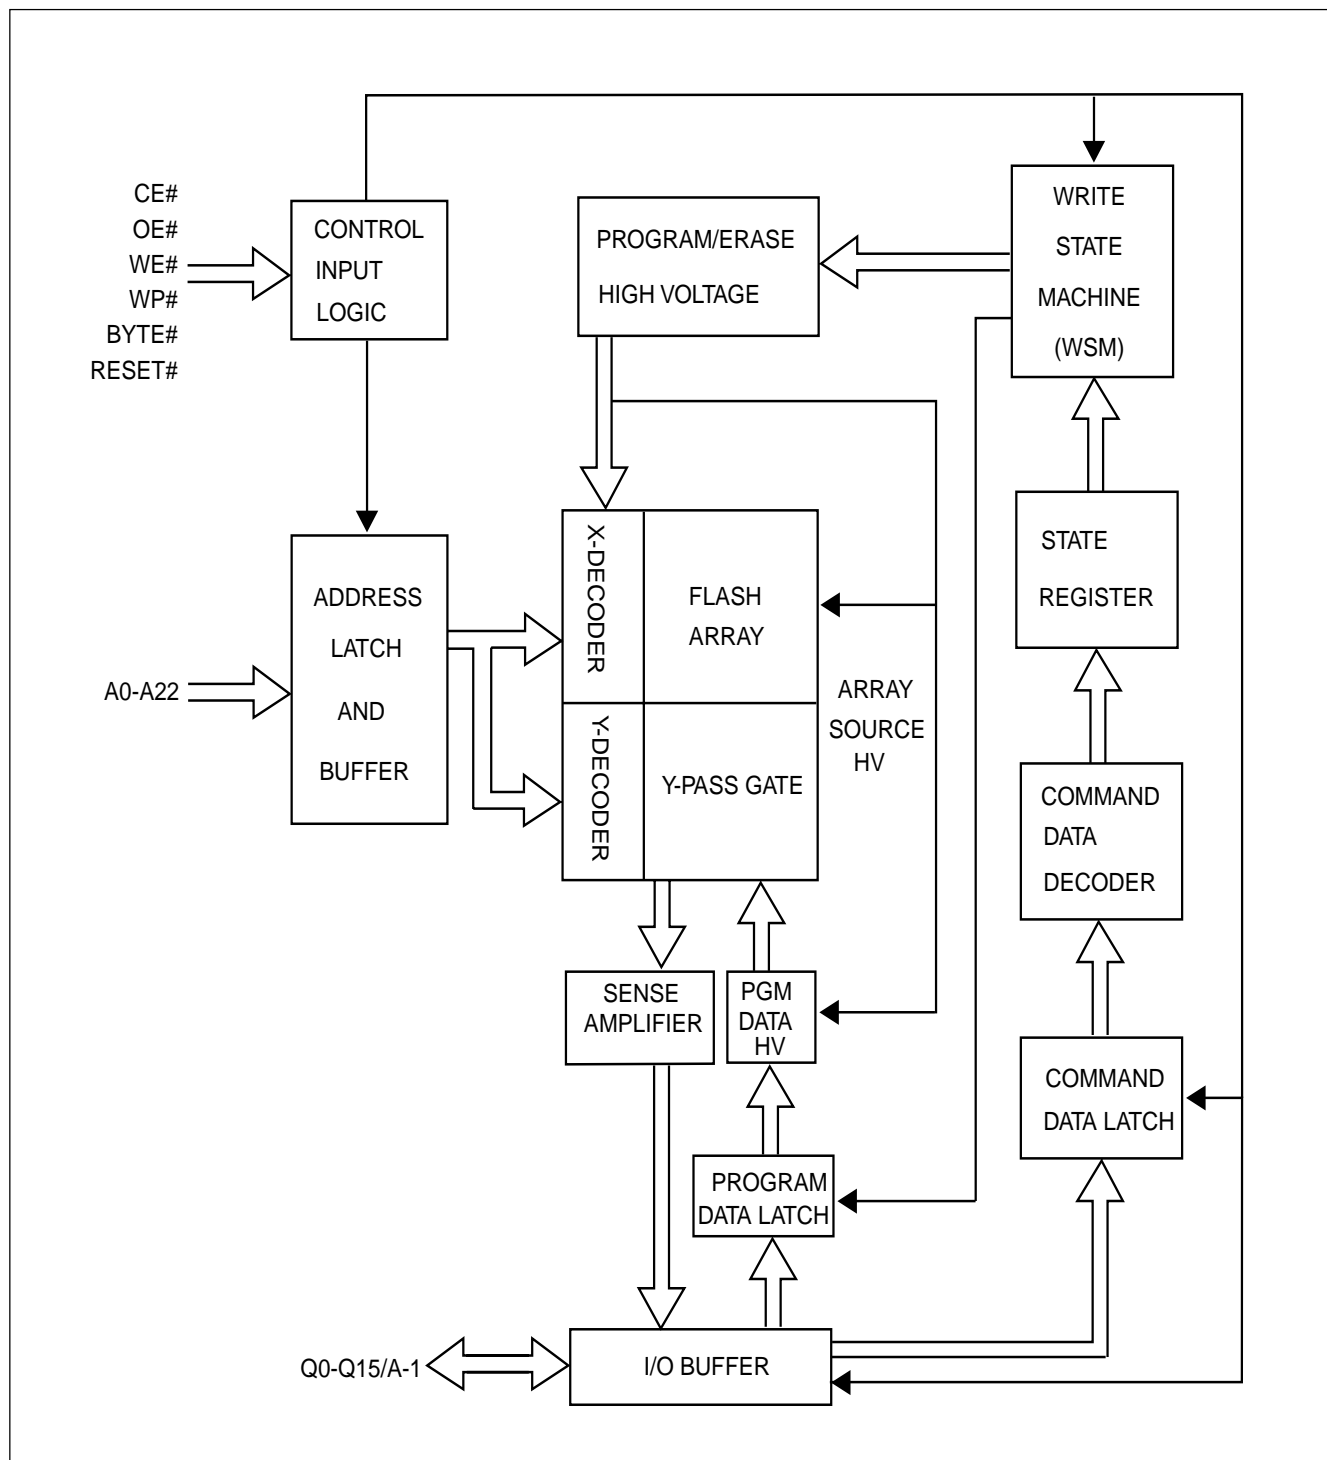 CE#
OE#
WE#
WP#
BYTE#
RESET#
CONTROL
INPUT
LOGIC
PROGRAM/ERASE
HIGH VOLTAGE
WRITE
STATE
MACHINE
(WSM)
STATE
REGISTER
A0-A22
ADDRESS
LATCH
AND
BUFFER
X-DECODER
FLASH
ARRAY
Y-DECODER
Y-PASS GATE
ARRAY
SOURCE
HV
COMMAND
DATA
DECODER
SENSE
AMPLIFIER
PGM
DATA
HV
COMMAND
DATA LATCH
PROGRAM
DATA LATCH
Q0-Q15/A-1
I/O BUFFER